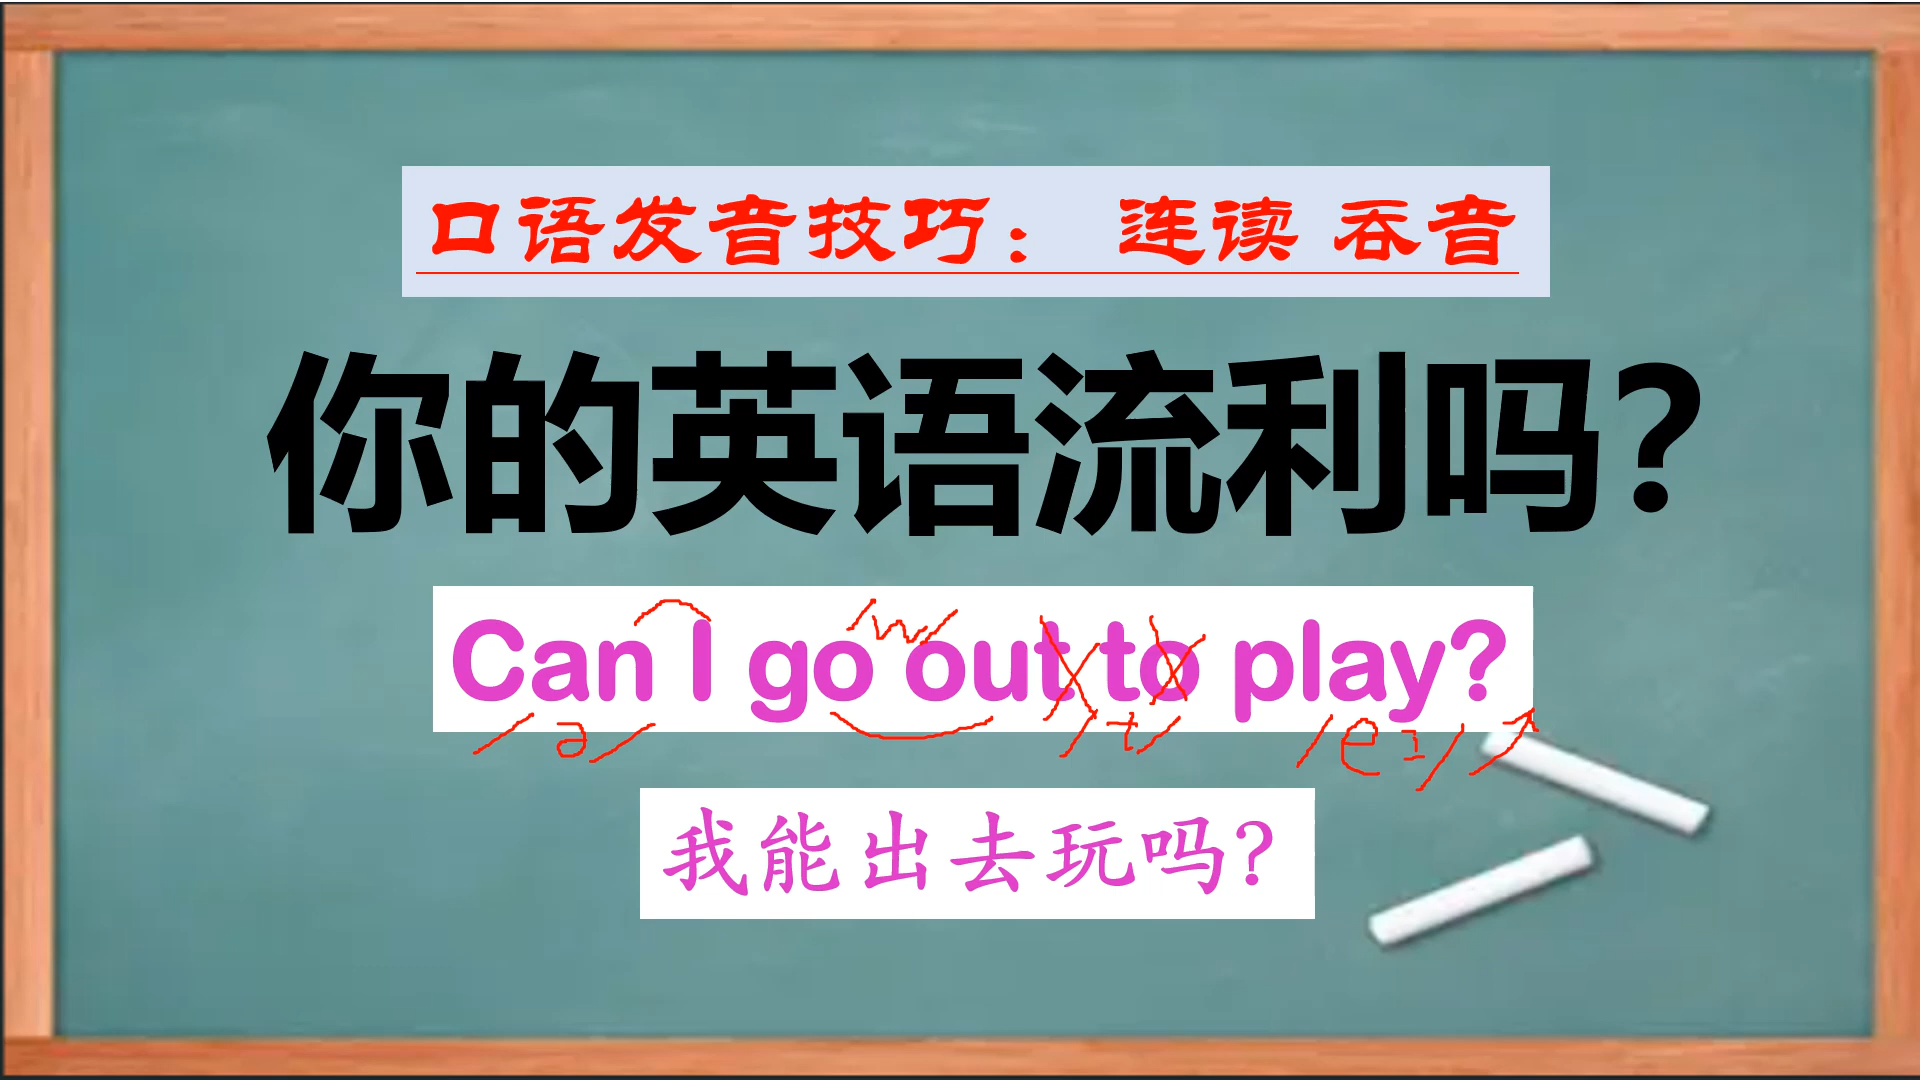 口语发音技巧： 连读 吞音
你的英语流利吗？
/w/
Can I go out to play?
/a/ /t/ /eɪ/
我能出去玩吗？